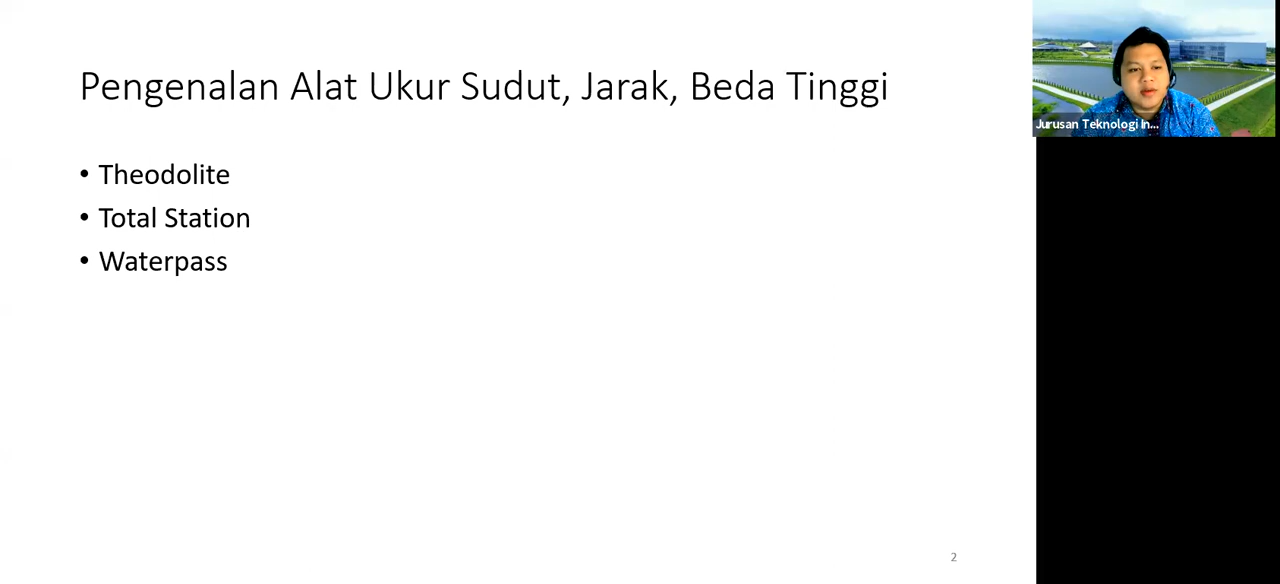 Pengenalan Alat Ukur Sudut, Jarak, Beda Tinggi
• Theodolite
• Total Station
• Waterpass
Jurusan Teknologi In...
2